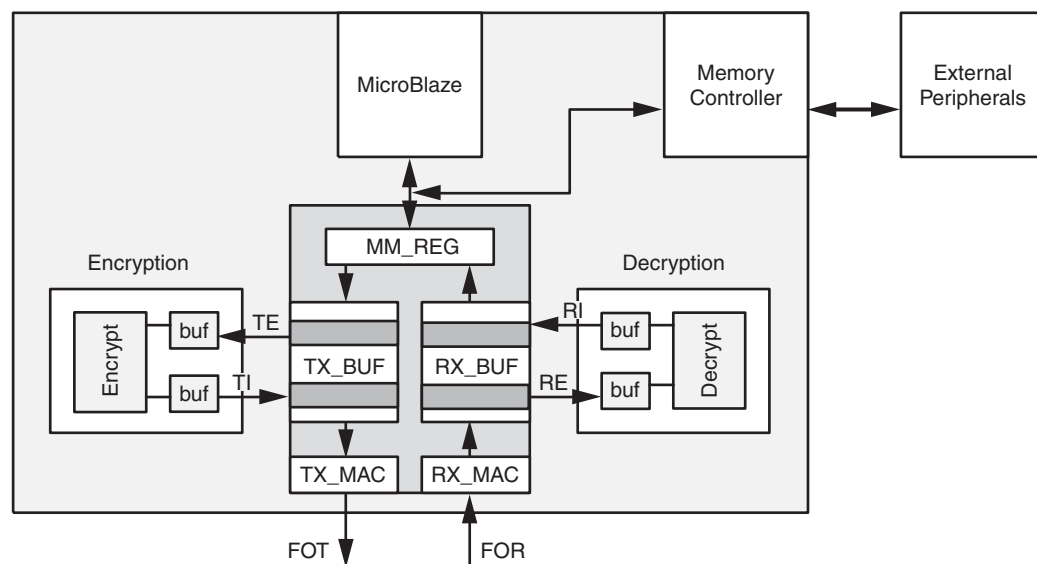 MicroBlaze
Memory
Controller
External
Peripherals
MM_REG
Encryption
Decryption
Encrypt
buf
TE
TX_BUF
RX_BUF
RI
buf
Decrypt
buf
TI
RE
buf
TX_MAC
RX_MAC
FOT
FOR